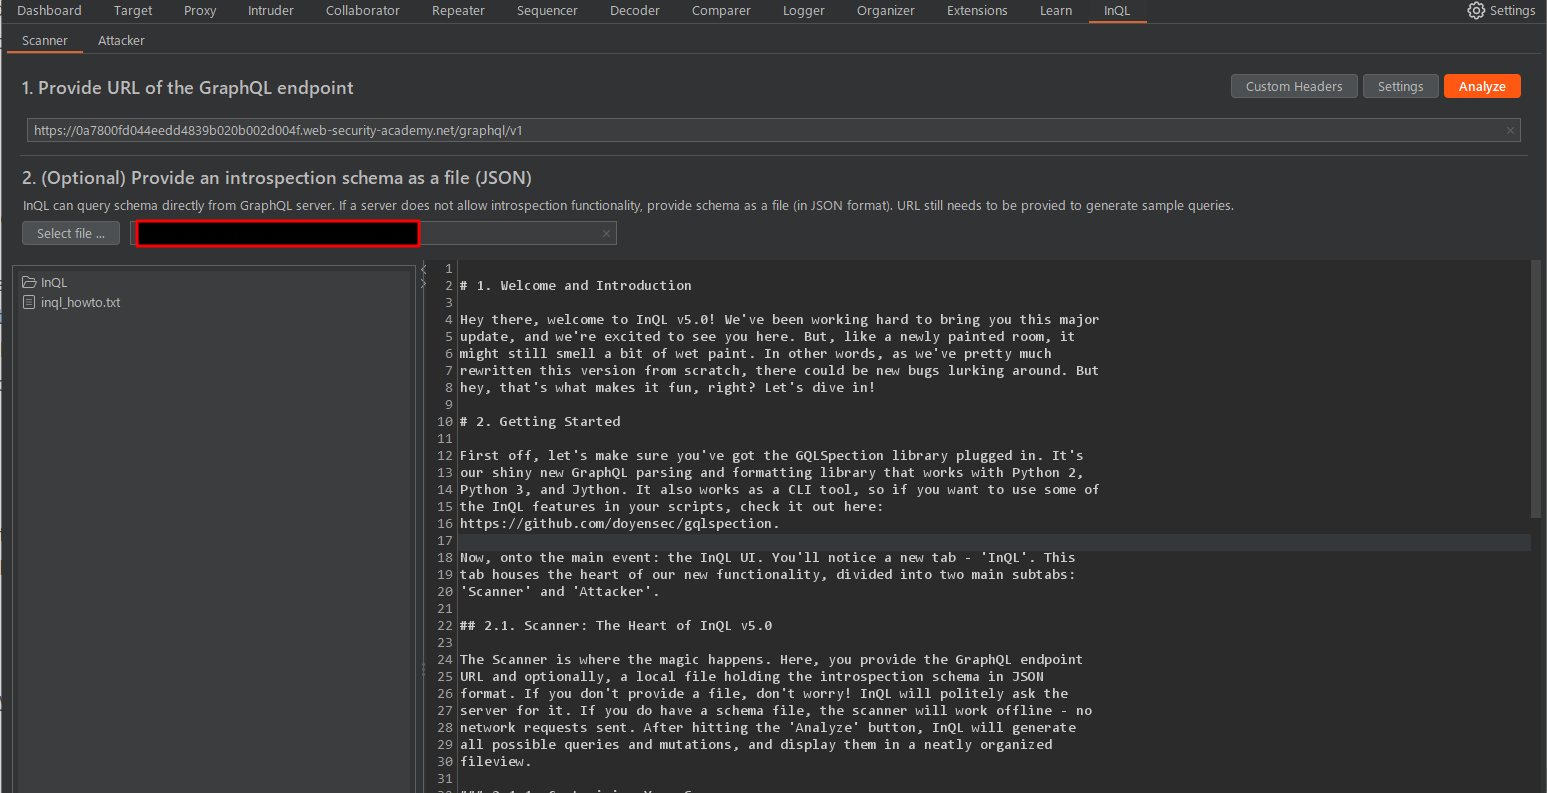 Dashboard Target Proxy Intruder Collaborator Repeater Sequencer Decoder Comparer Logger Organizer Extensions Learn InQL Settings
Scanner Attacker
1. Provide URL of the GraphQL endpoint
Custom Headers Settings Analyze
https://0a7800fd044eedd4839b020b002d004f.web-security-academy.net/graphql/v1
2. (Optional) Provide an introspection schema as a file (JSON)
InQL can query schema directly from GraphQL server. If a server does not allow introspection functionality, provide schema as a file (in JSON format). URL still needs to be provied to generate sample queries.
Select file ...
InQL
inql_howto.txt
1
2 # 1. Welcome and Introduction
3
4 Hey there, welcome to InQL v5.0! We've been working hard to bring you this major
5 update, and we're excited to see you here. But, like a newly painted room, it
6 might still smell a bit of wet paint. In other words, as we've pretty much
7 rewritten this version from scratch, there could be new bugs lurking around. But
8 hey, that's what makes it fun, right? Let's dive in!
9
10 # 2. Getting Started
11
12 First off, let's make sure you've got the GQLSpection library plugged in. It's
13 our shiny new GraphQL parsing and formatting library that works with Python 2,
14 Python 3, and Jython. It also works as a CLI tool, so if you want to use some of
15 the InQL features in your scripts, check it out here:
16 https://github.com/doyensec/gqlspection.
17
18 Now, onto the main event: the InQL UI. You'll notice a new tab - 'InQL'. This
19 tab houses the heart of our new functionality, divided into two main subtabs:
20 'Scanner' and 'Attacker'.
21
22 ## 2.1. Scanner: The Heart of InQL v5.0
23
24 The Scanner is where the magic happens. Here, you provide the GraphQL endpoint
25 URL and optionally, a local file holding the introspection schema in JSON
26 format. If you don't provide a file, don't worry! InQL will politely ask the
27 server for it. If you do have a schema file, the scanner will work offline - no
28 network requests sent. After hitting the 'Analyze' button, InQL will generate
29 all possible queries and mutations, and display them in a neatly organized
30 fileview.
31